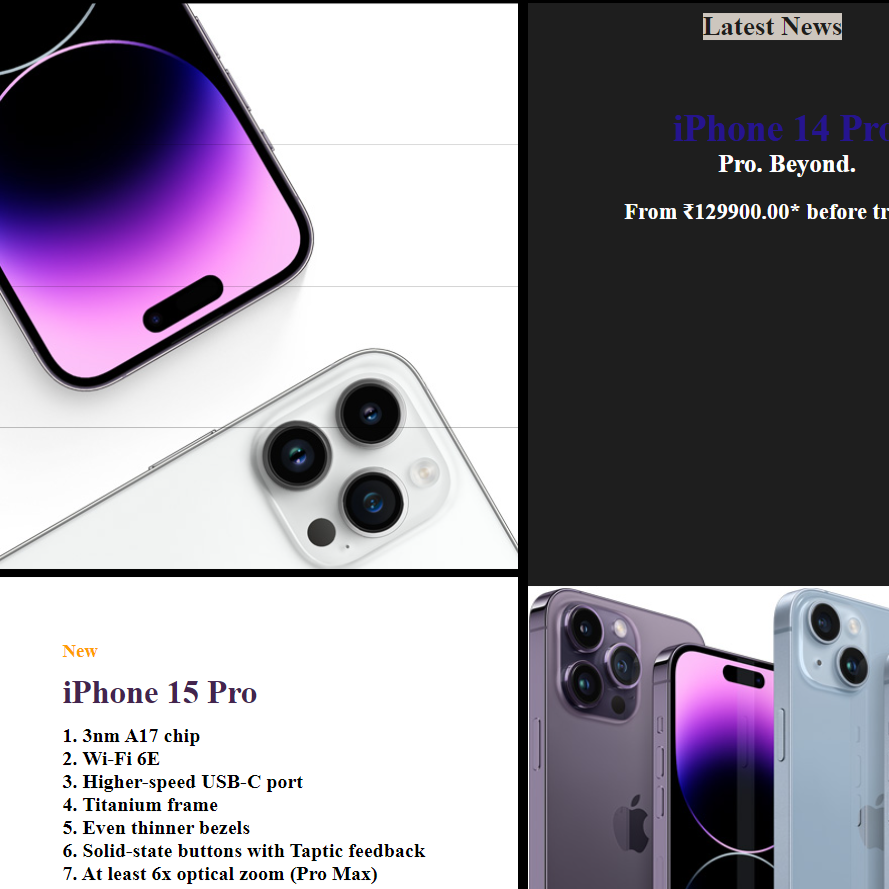 Latest News
iPhone 14 Pro
Pro. Beyond.
From ₹129900.00* before
New
iPhone 15 Pro
1. 3nm A17 chip
2. Wi-Fi 6E
3. Higher-speed USB-C port
4. Titanium frame
5. Even thinner bezels
6. Solid-state buttons with Taptic feedback
7. At least 6x optical zoom (Pro Max)